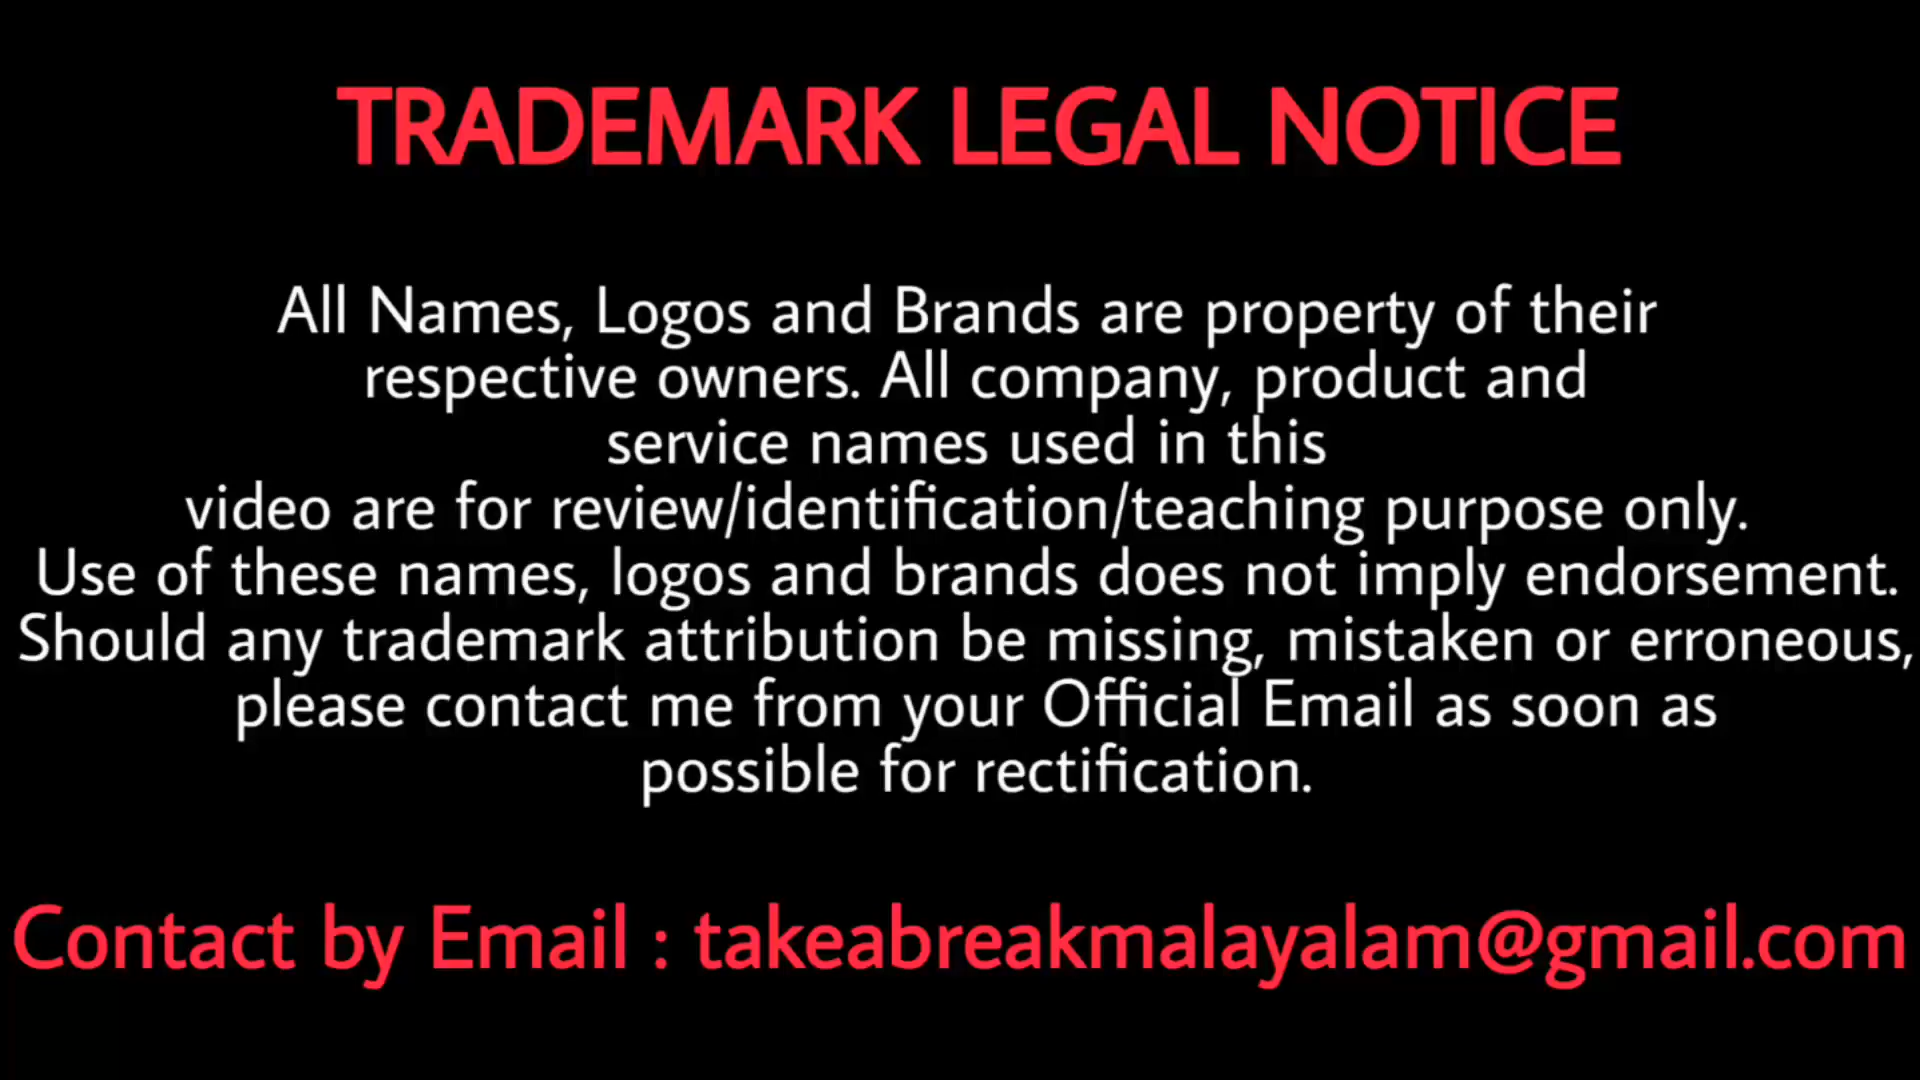 TRADEMARK LEGAL NOTICE
All Names, Logos and Brands are property of their
respective owners. All company, product and
service names used in this
video are for review/identification/teaching purpose only.
Use of these names, logos and brands does not imply endorsement.
Should any trademark attribution be missing, mistaken or erroneous,
please contact me from your Official Email as soon as
possible for rectification.
Contact by Email : takeabreakmalayalam@gmail.com